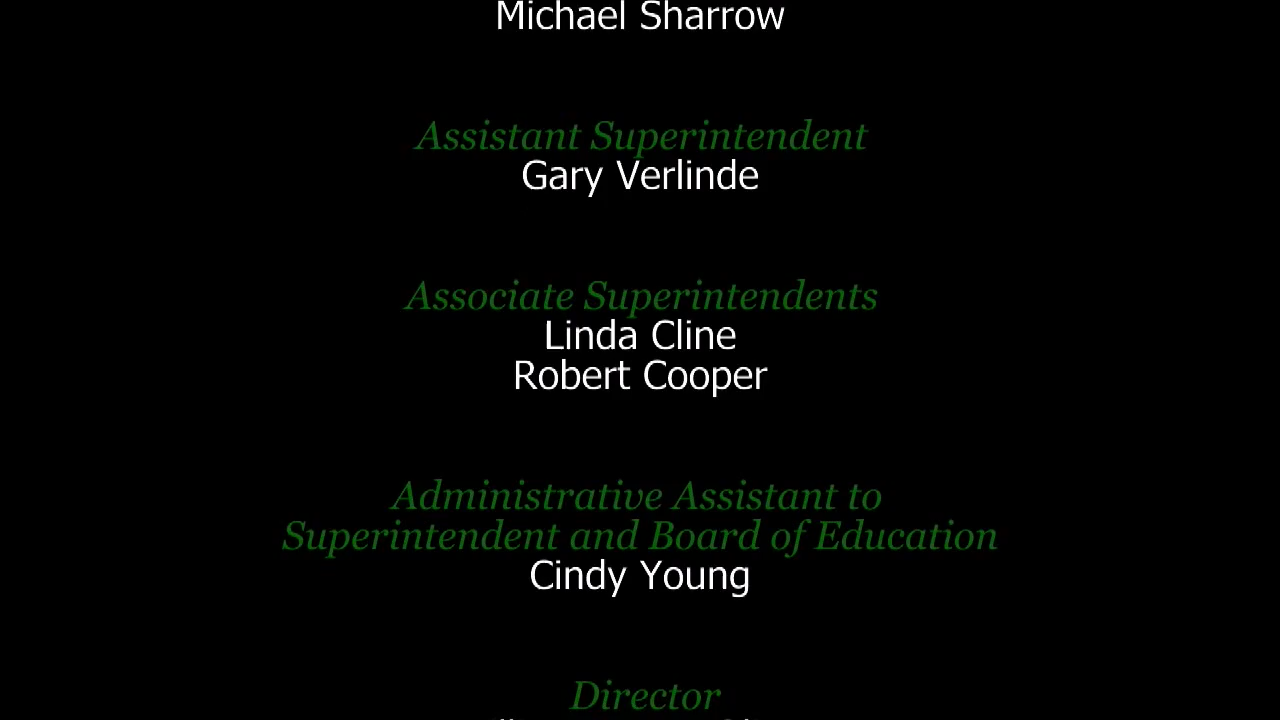 Michael Sharrow
Assistant Superintendent
Gary Verlinde
Associate Superintendents
Linda Cline
Robert Cooper
Administrative Assistant to
Superintendent and Board of Education
Cindy Young
Director